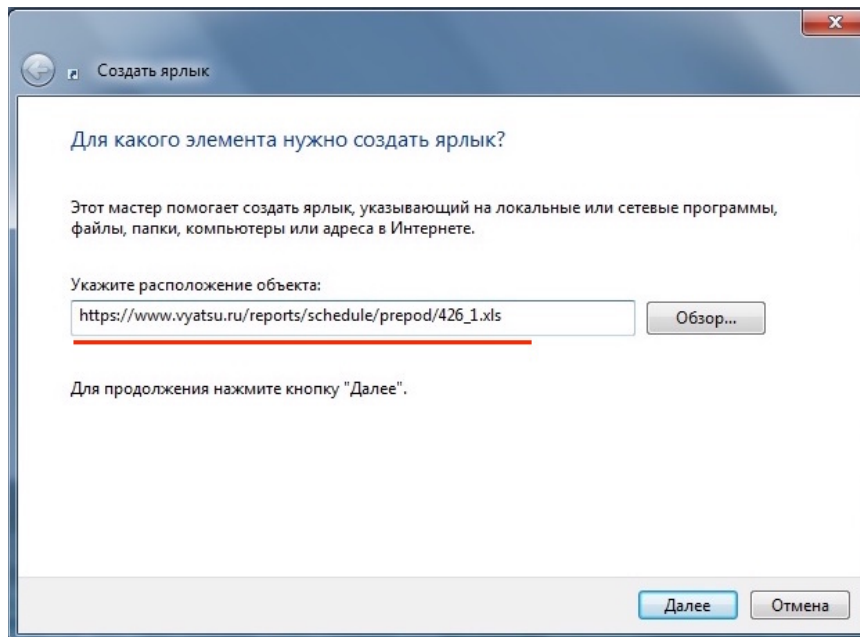 Создать ярлык
Для какого элемента нужно создать ярлык?
Этот мастер помогает создать ярлык, указывающий на локальные или сетевые программы,
файлы, папки, компьютеры или адреса в Интернете.
Укажите расположение объекта:
https://www.vyatsu.ru/reports/schedule/prepod/426_1.xls
Обзор...
Для продолжения нажмите кнопку "Далее".
Далее
Отмена